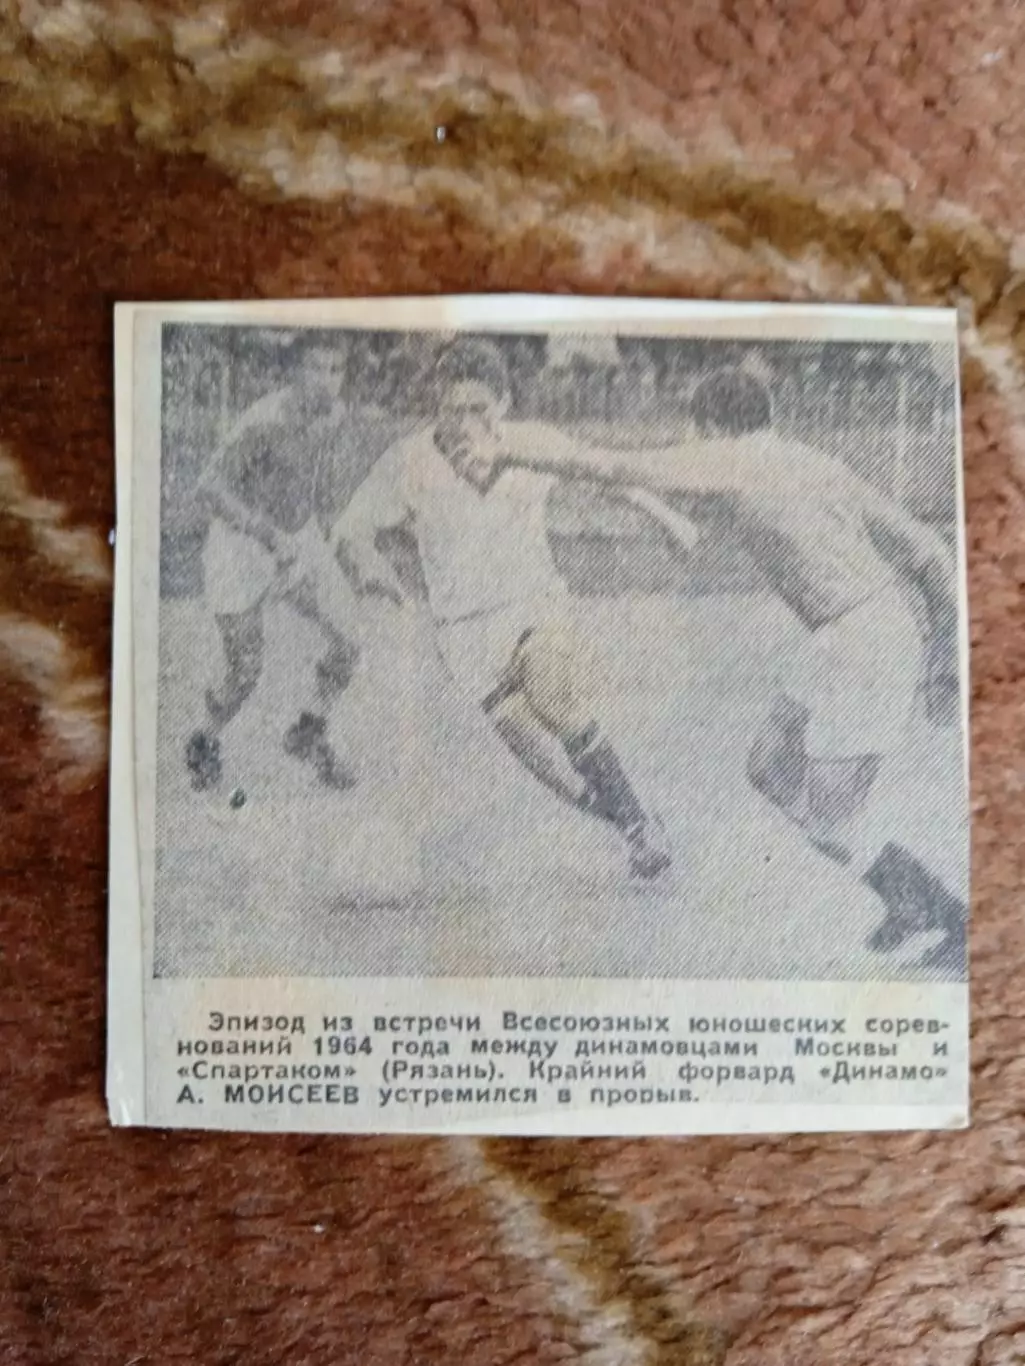 Эпизод из встречи Всесоюзных юношеских сорев-
нований 1964 года между динамовцами Москвы и
«Спартаком» (Рязань). Крайний форвард «Динамо»
А. МОИСЕЕВ устремился в прорыв.